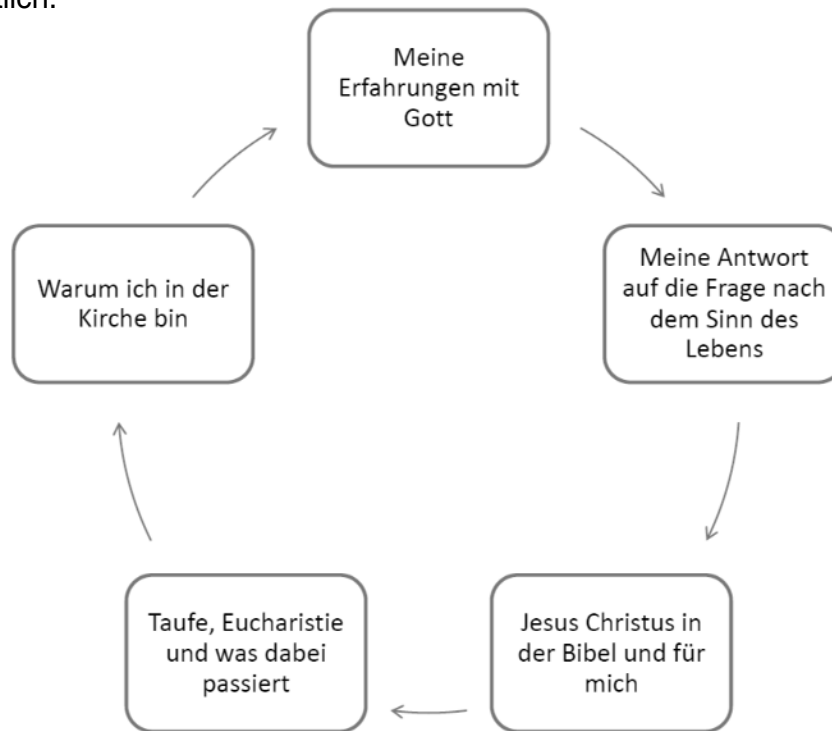 Meine
Erfahrungen mit
Gott
Meine Antwort
auf die Frage nach
dem Sinn des
Lebens
Jesus Christus in
der Bibel und für
mich
Taufe, Eucharistie
und was dabei
passiert
Warum ich in der
Kirche bin